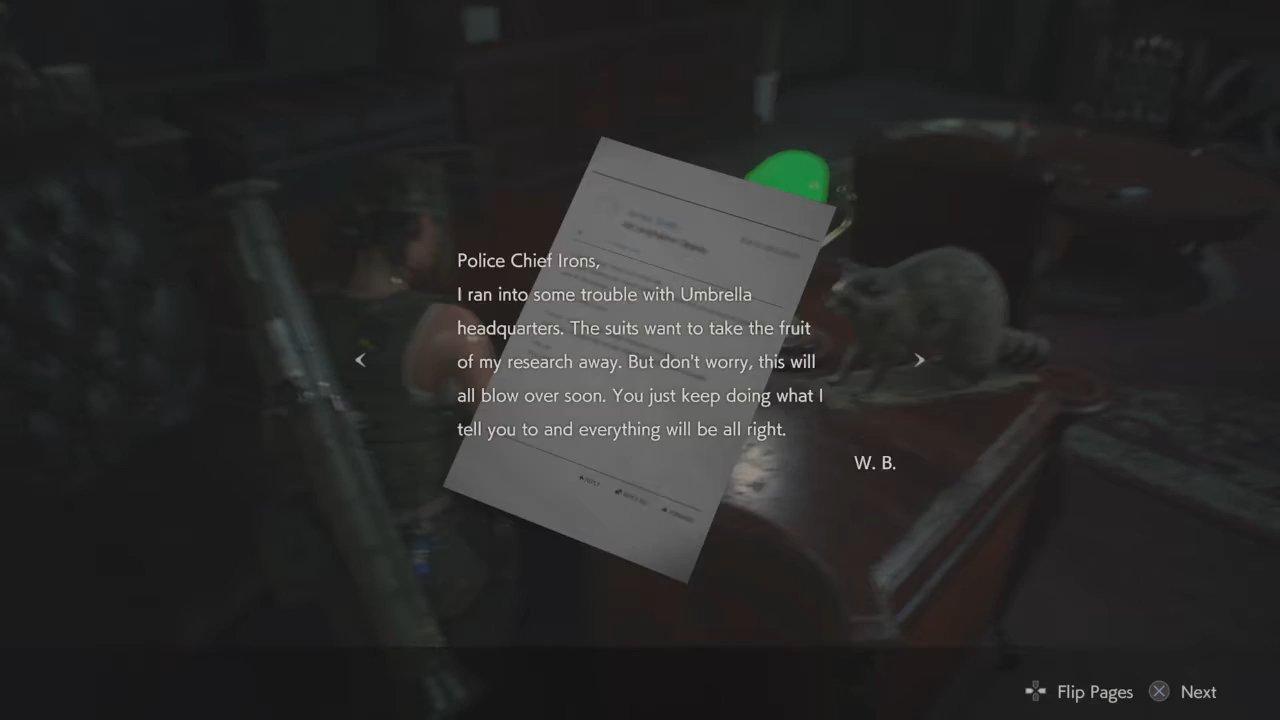 Police Chief Irons,
I ran into some trouble with Umbrella
headquarters. The suits want to take the fruit
of my research away. But don't worry, this will
all blow over soon. You just keep doing what I
tell you to and everything will be all right.
W. B.
Flip Pages
Next